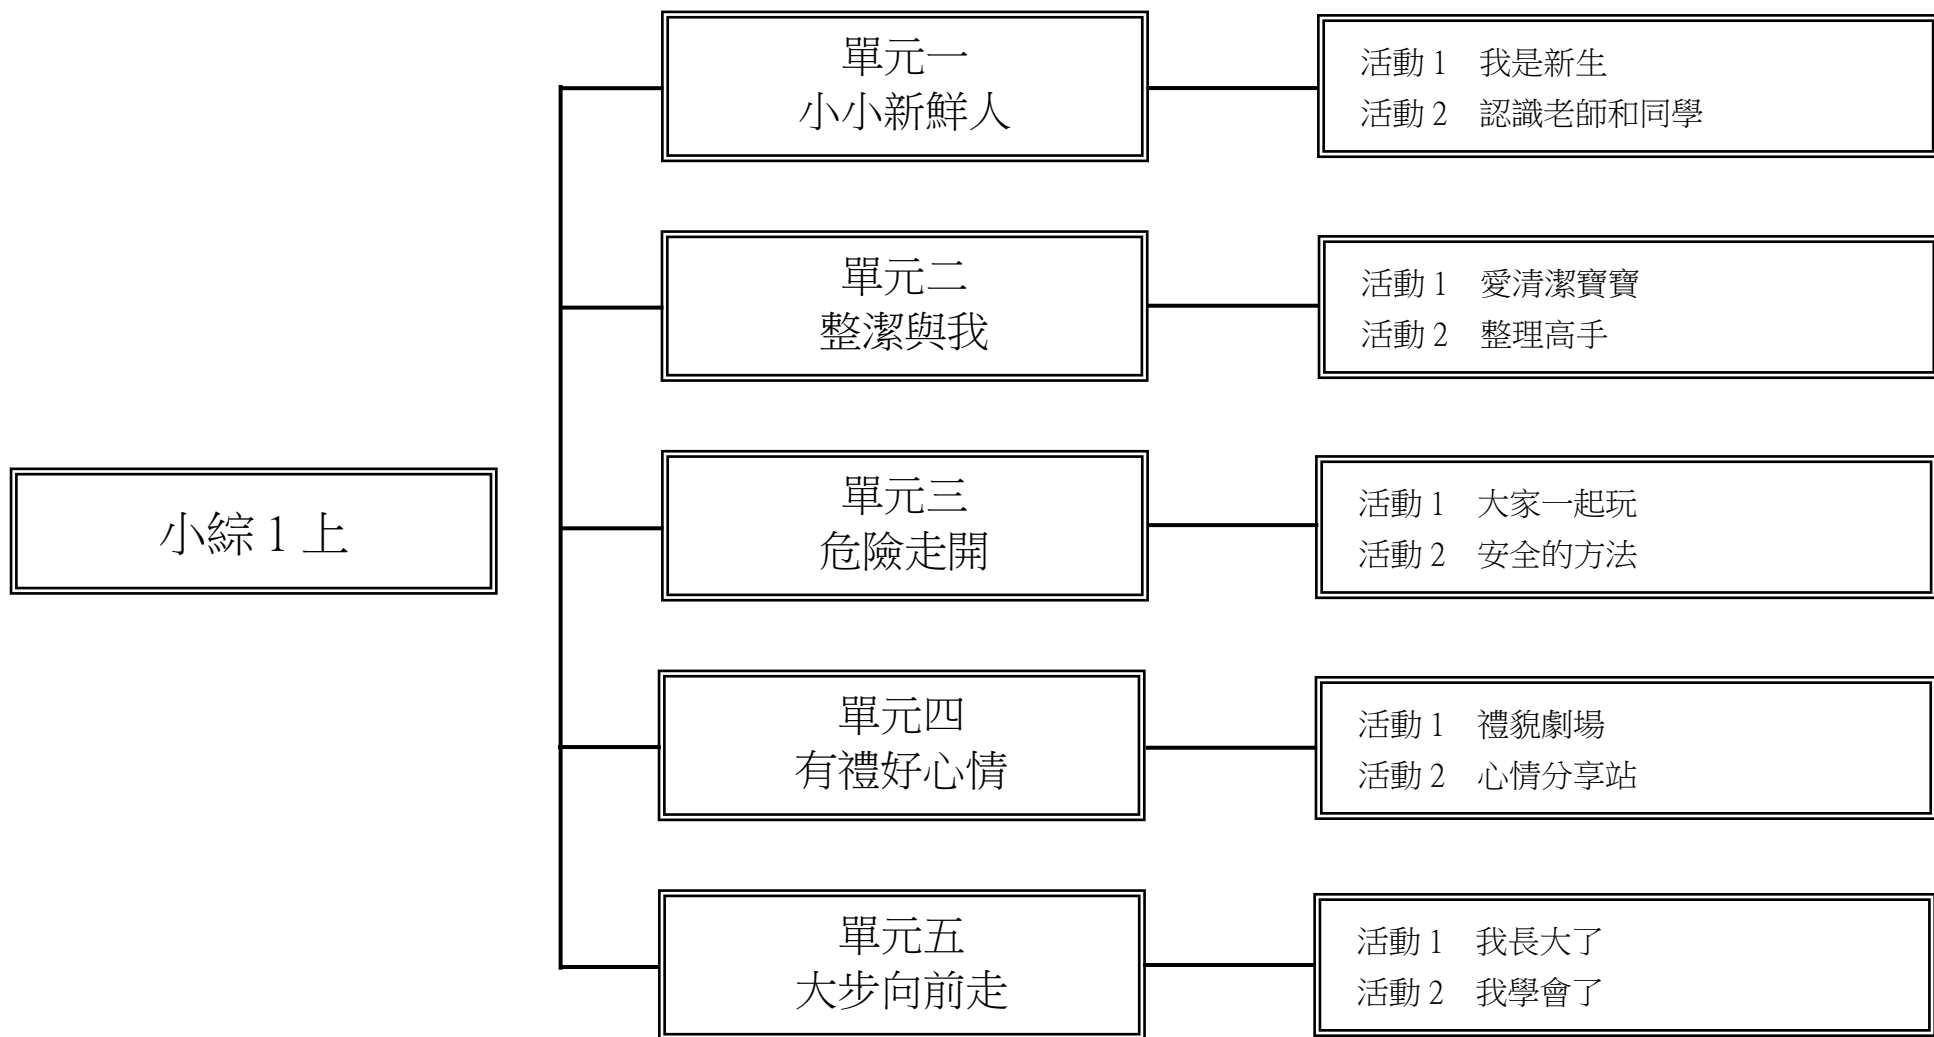 小綜 1 上
單元一
小小新鮮人
活動 1　我是新生
活動 2　認識老師和同學
單元二
整潔與我
活動 1　愛清潔寶寶
活動 2　整理高手
單元三
危險走開
活動 1　大家一起玩
活動 2　安全的方法
單元四
有禮好心情
活動 1　禮貌劇場
活動 2　心情分享站
單元五
大步向前走
活動 1　我長大了
活動 2　我學會了